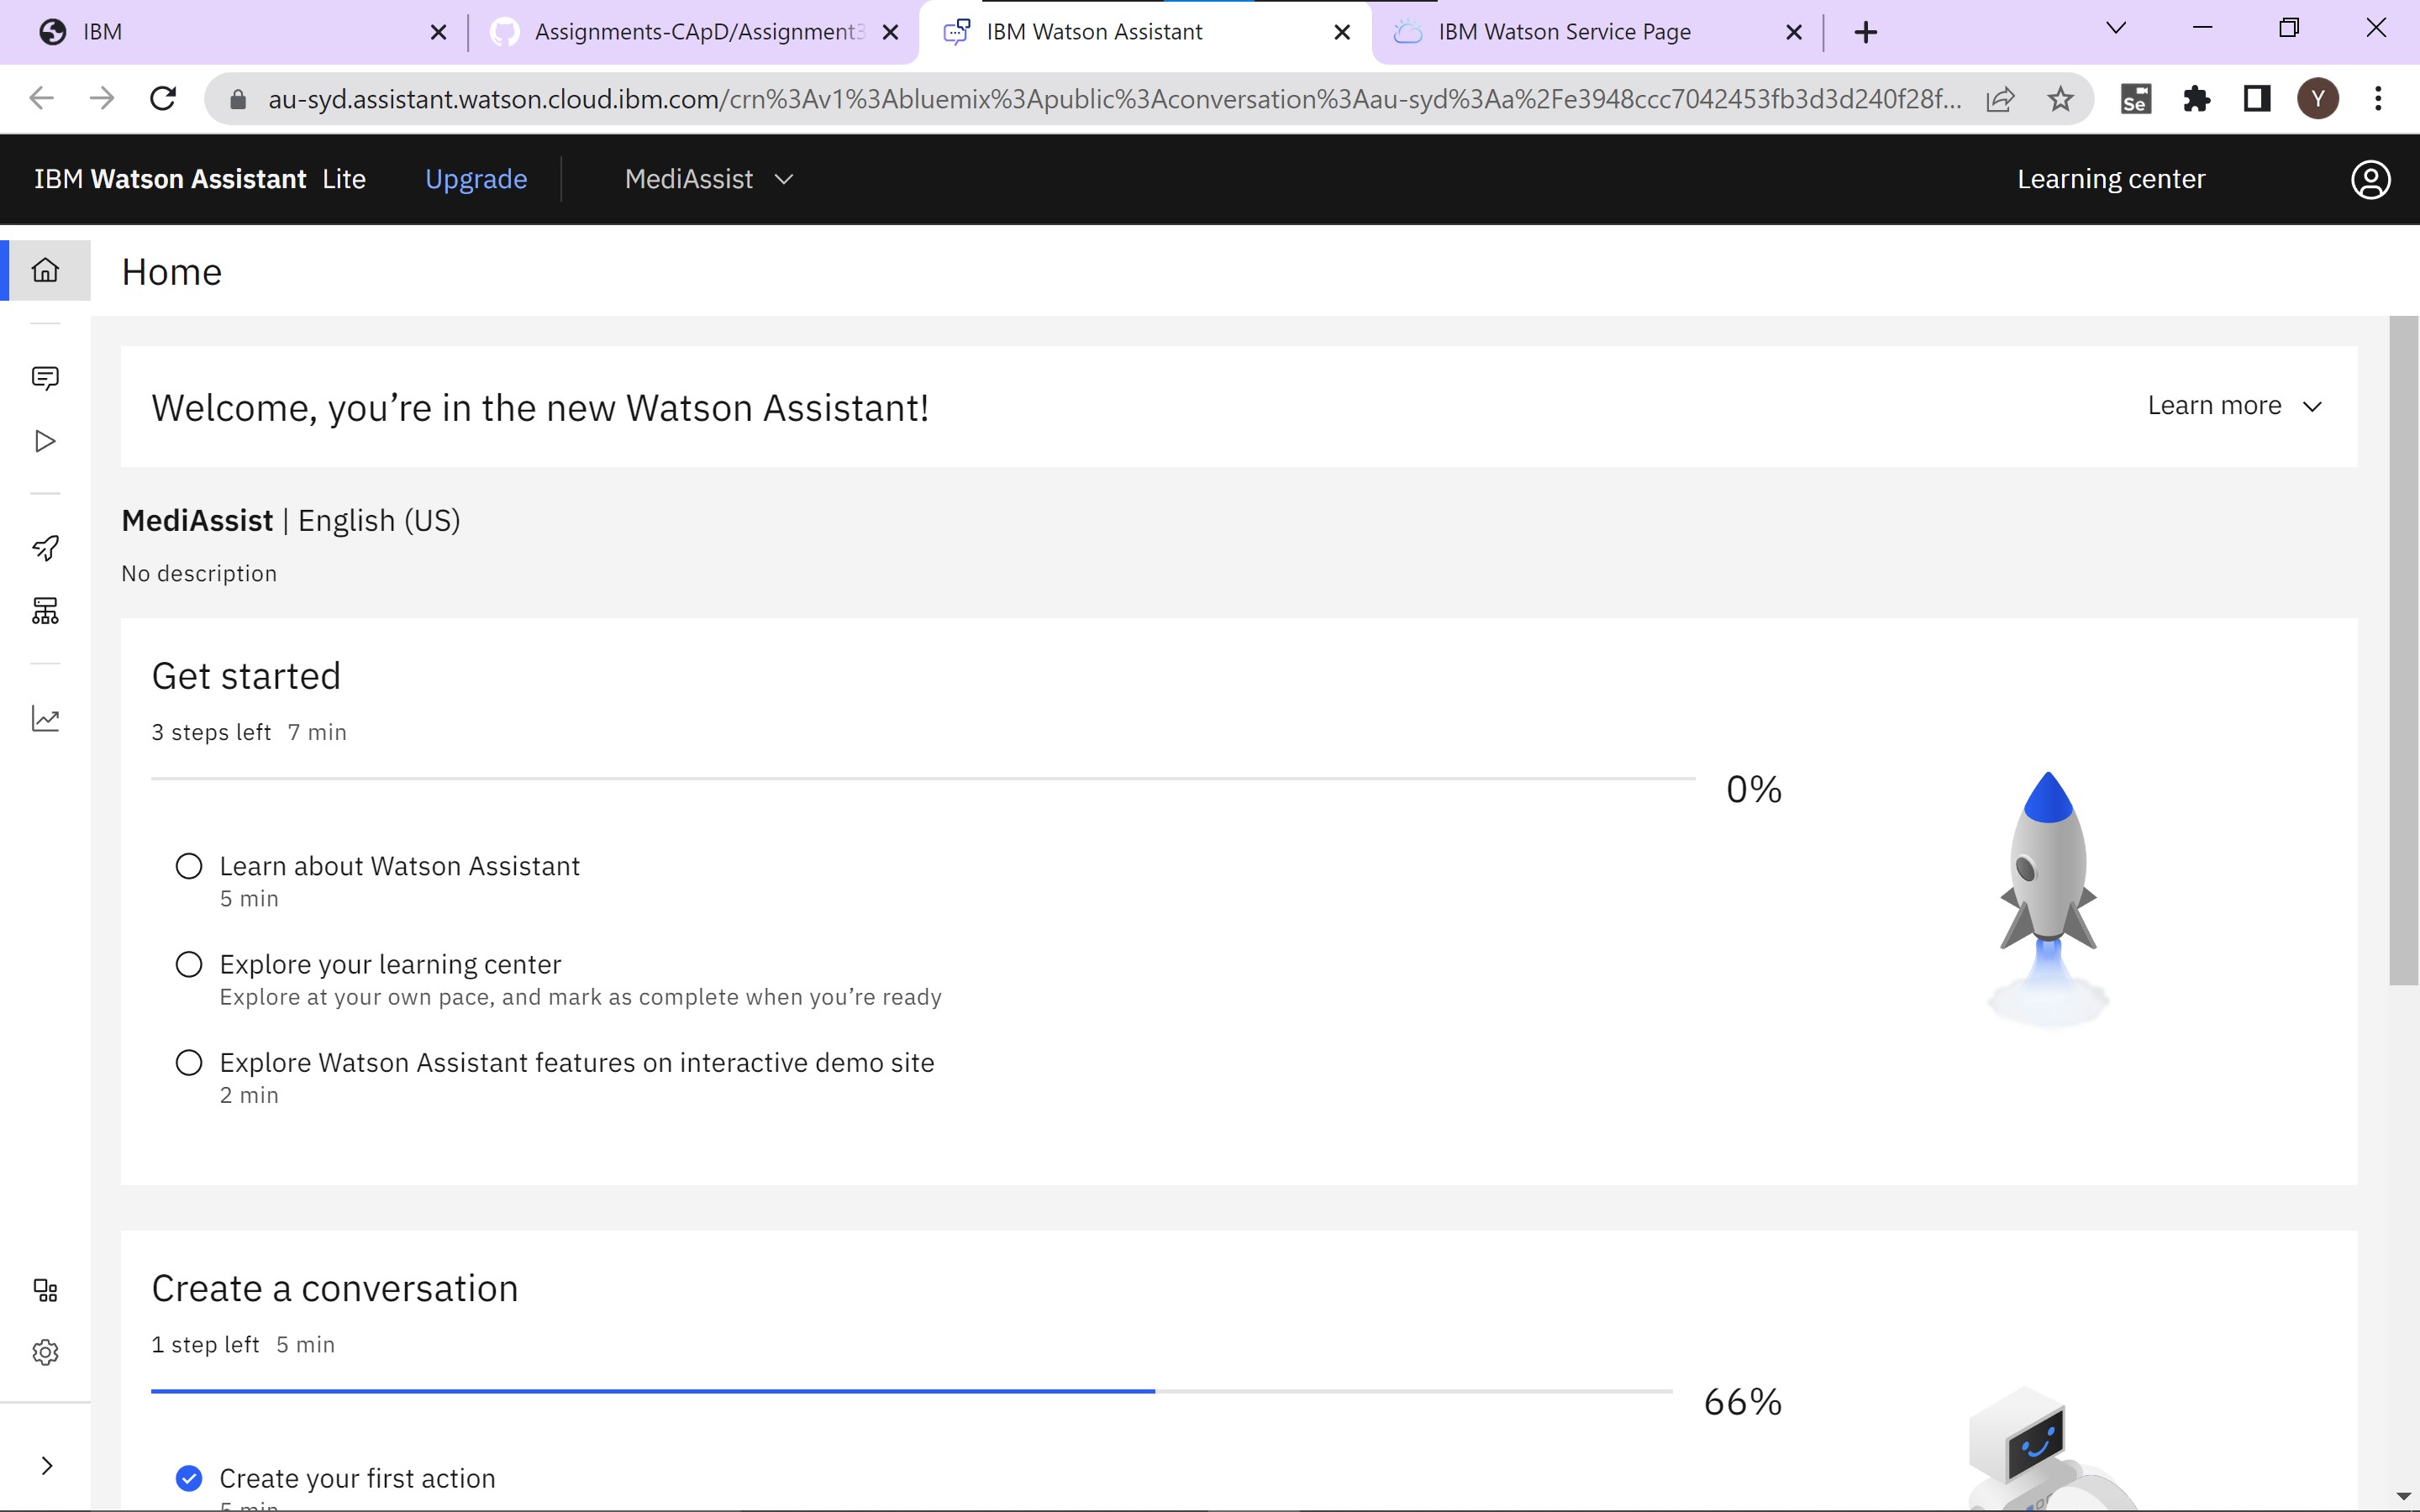 IBM
Assignments-CApD/Assignment3
IBM Watson Assistant
IBM Watson Service Page
au-syd.assistant.watson.cloud.ibm.com/crn%3Av1%3Abluemix%3Apublic%3Aconversation%3Aau-syd%3Aa%2Fe3948ccc7042453fb3d3d240f28f...
Se
Y
IBM Watson Assistant Lite
Upgrade
MediAssist
Learning center
Home
Welcome, you’re in the new Watson Assistant!
Learn more
MediAssist | English (US)
No description
Get started
3 steps left 7 min
0%
Learn about Watson Assistant
5 min
Explore your learning center
Explore at your own pace, and mark as complete when you’re ready
Explore Watson Assistant features on interactive demo site
2 min
Create a conversation
1 step left 5 min
66%
Create your first action
5 min